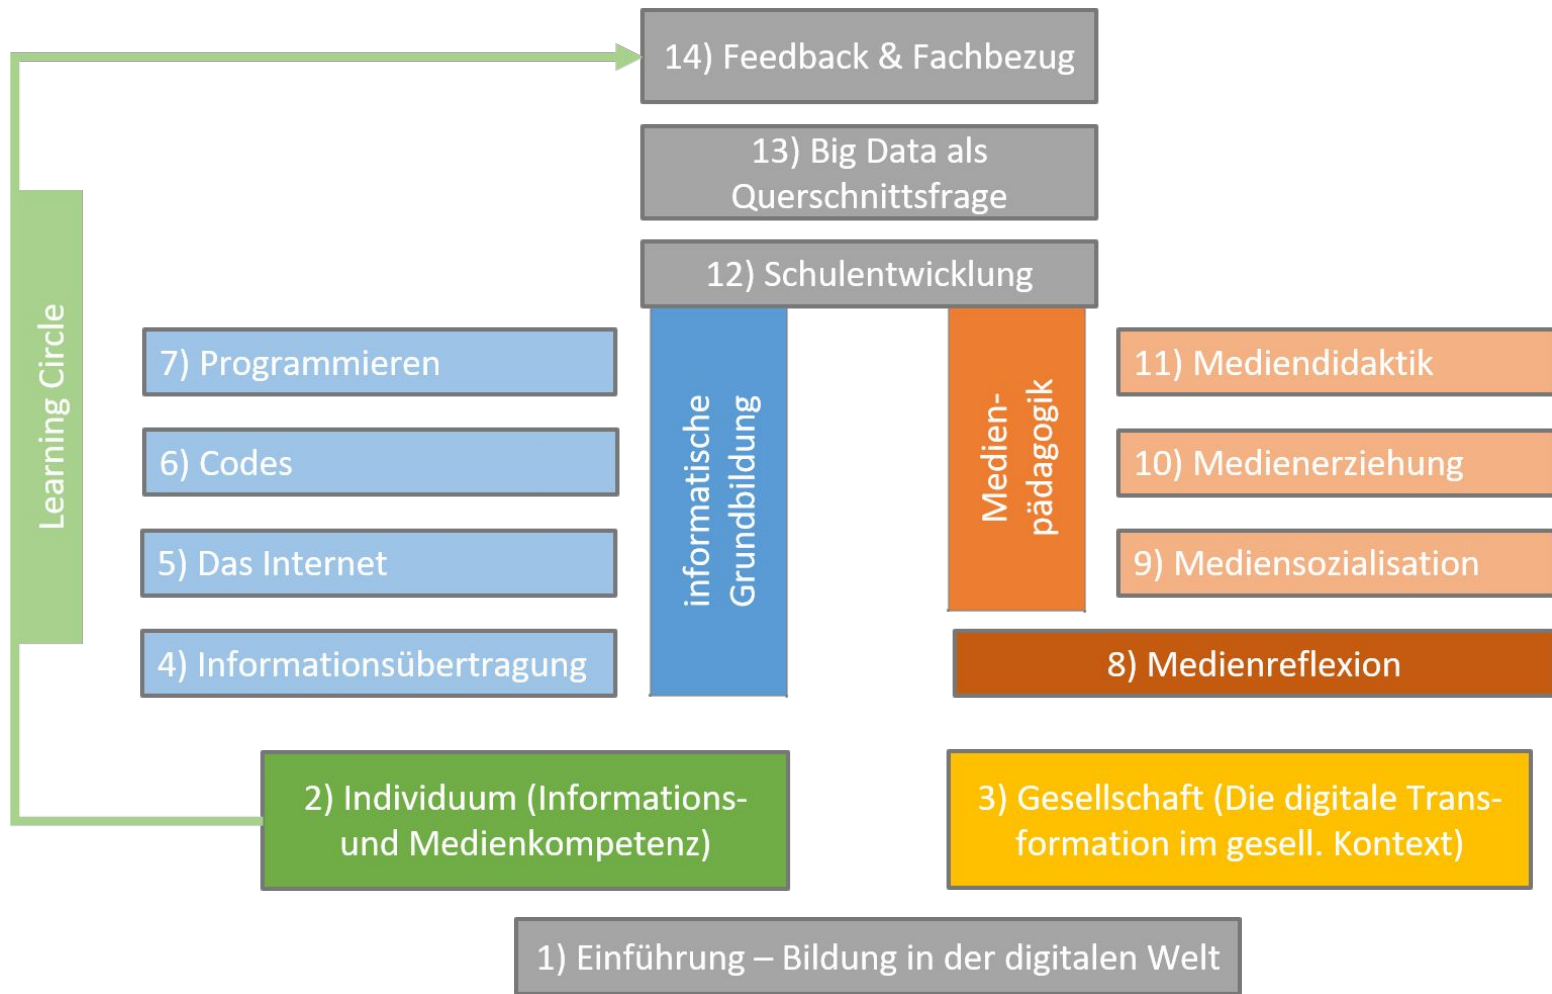 14) Feedback & Fachbezug
13) Big Data als
Querschnittsfrage
12) Schulentwicklung
Learning Circle
7) Programmieren
6) Codes
5) Das Internet
4) Informationsübertragung
informatische
Grundbildung
Medien-
pädagogik
11) Mediendidaktik
10) Medienerziehung
9) Mediensozialisation
8) Medienreflexion
2) Individuum (Informations-
und Medienkompetenz)
3) Gesellschaft (Die digitale Trans-
formation im gesell. Kontext)
1) Einführung – Bildung in der digitalen Welt